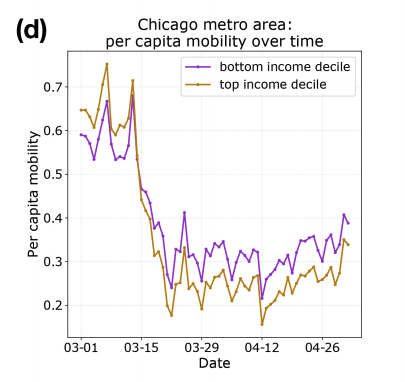 (d)
Chicago metro area:
per capita mobility over time
bottom income decile
top income decile
Per capita mobility
0.7
0.6
0.5
0.4
0.3
0.2
03-01 03-15 03-29 04-12 04-26
Date